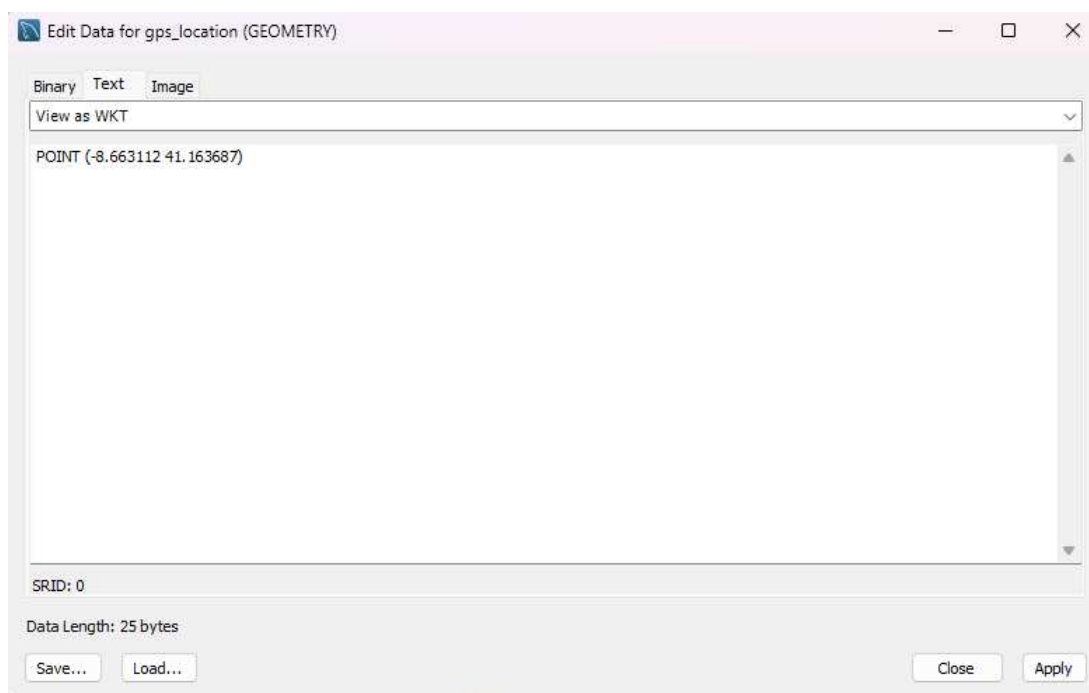 Edit Data for gps_location (GEOMETRY)
Binary Text Image
View as WKT
POINT (-8.663112 41.163687)
SRID: 0
Data Length: 25 bytes
Save... Load... Close Apply